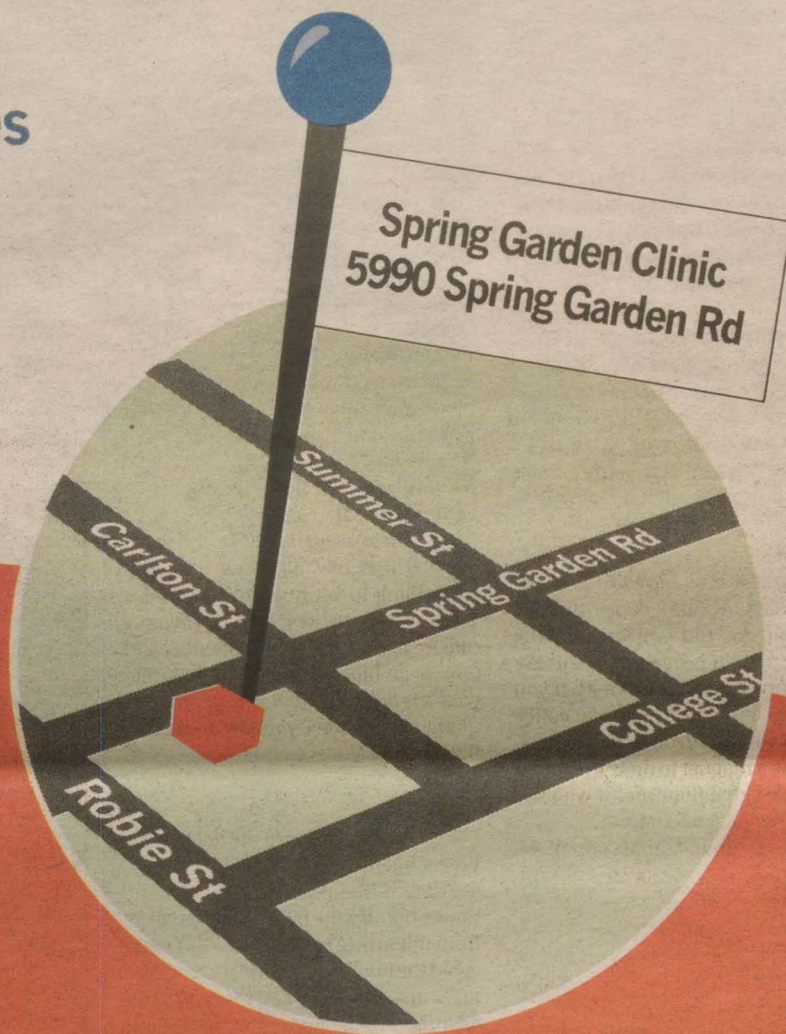 Spring Garden Clinic
5990 Spring Garden Rd
Summer St
Carlton St
Spring Garden Rd
College St
Robie St